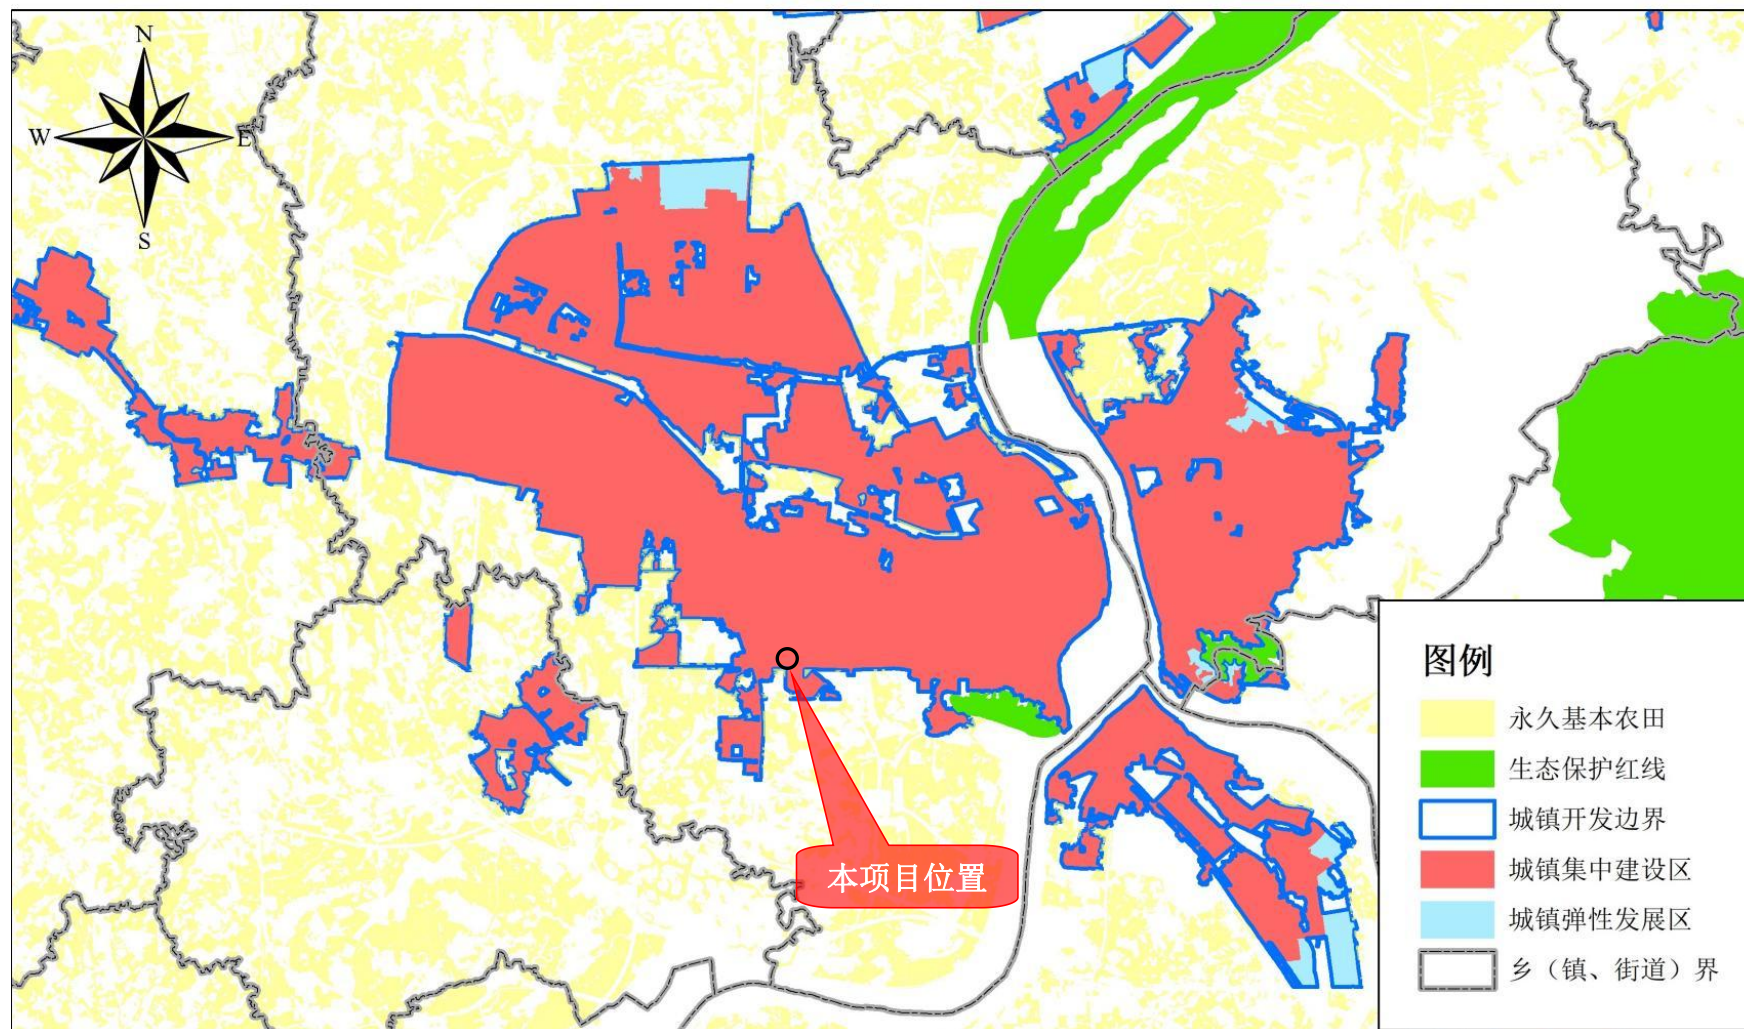 N
W
E
S
本项目位置
图例
永久基本农田
生态保护红线
城镇开发边界
城镇集中建设区
城镇弹性发展区
乡（镇、街道）界